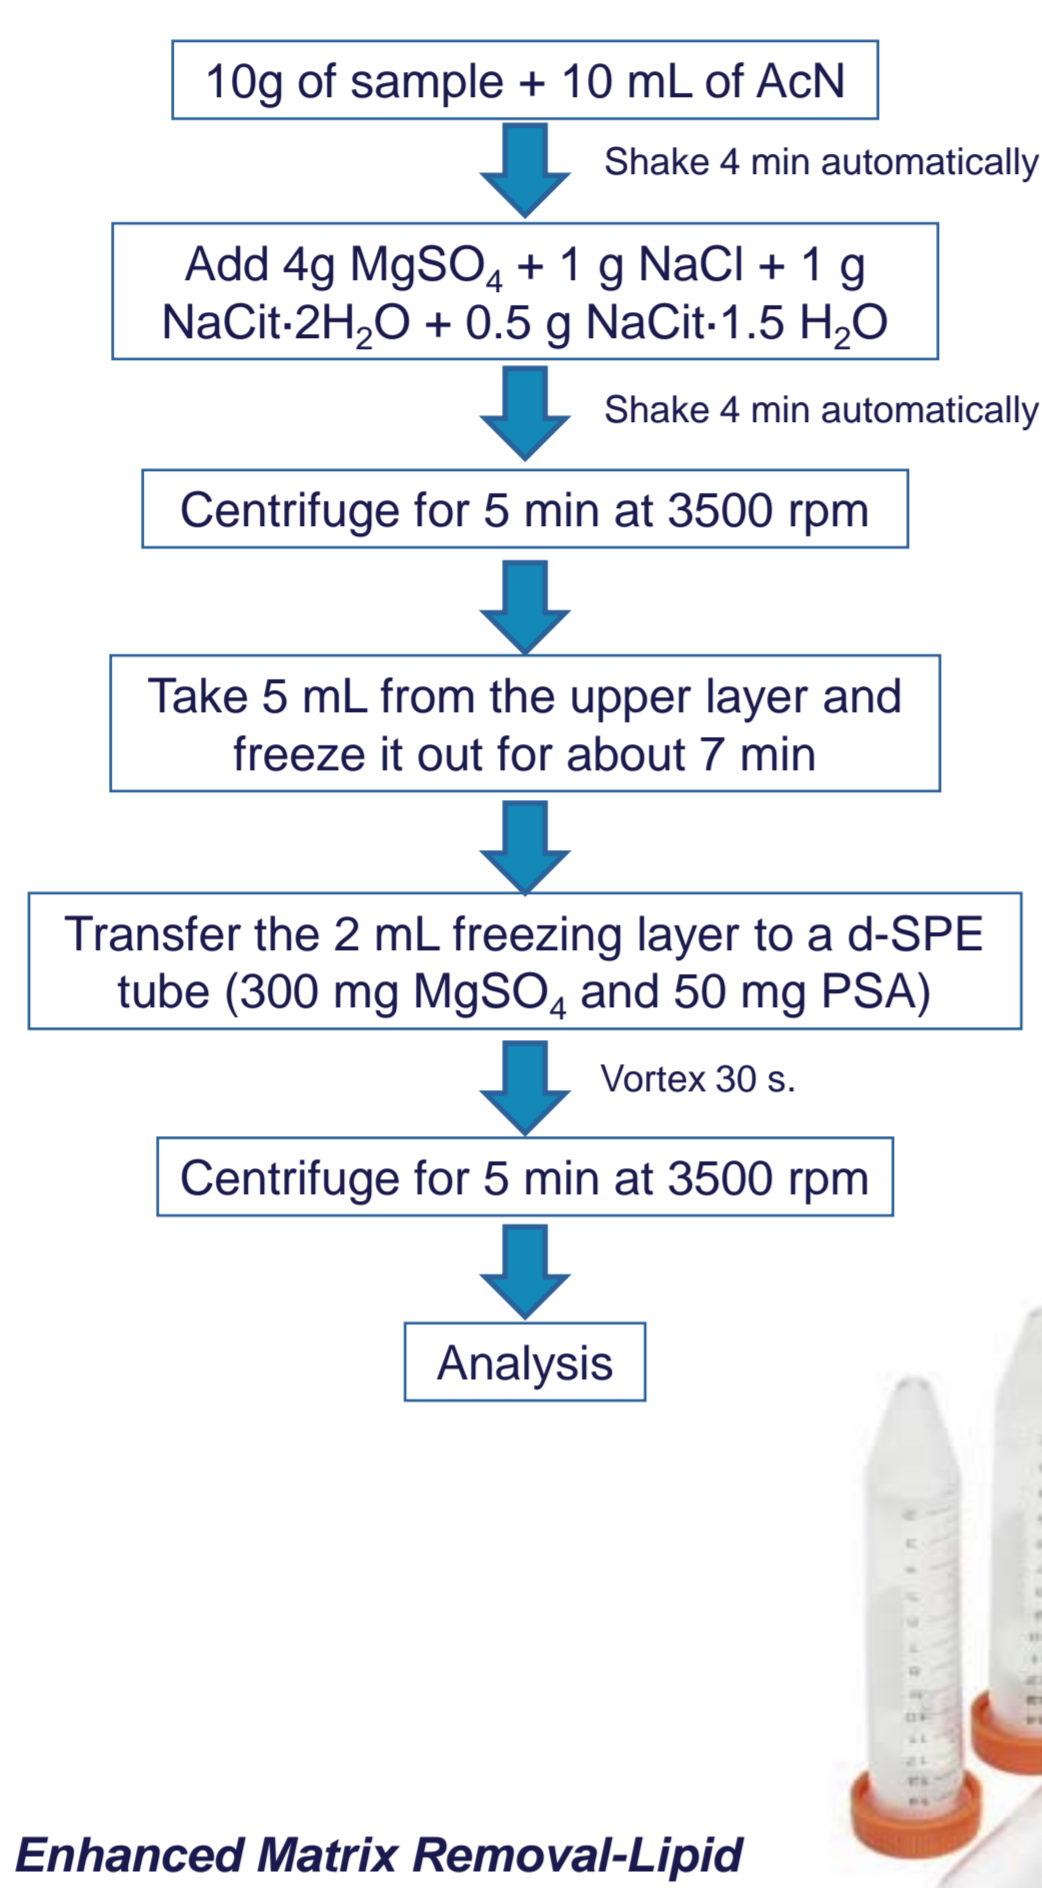 10g of sample + 10 mL of AcN
Shake 4 min automatically
Add 4g MgSO₄ + 1 g NaCl + 1 g
NaCit·2H₂O + 0.5 g NaCit·1.5 H₂O
Shake 4 min automatically
Centrifuge for 5 min at 3500 rpm
Take 5 mL from the upper layer and
freeze it out for about 7 min
Transfer the 2 mL freezing layer to a d-SPE
tube (300 mg MgSO₄ and 50 mg PSA)
Vortex 30 s.
Centrifuge for 5 min at 3500 rpm
Analysis
Enhanced Matrix Removal-Lipid